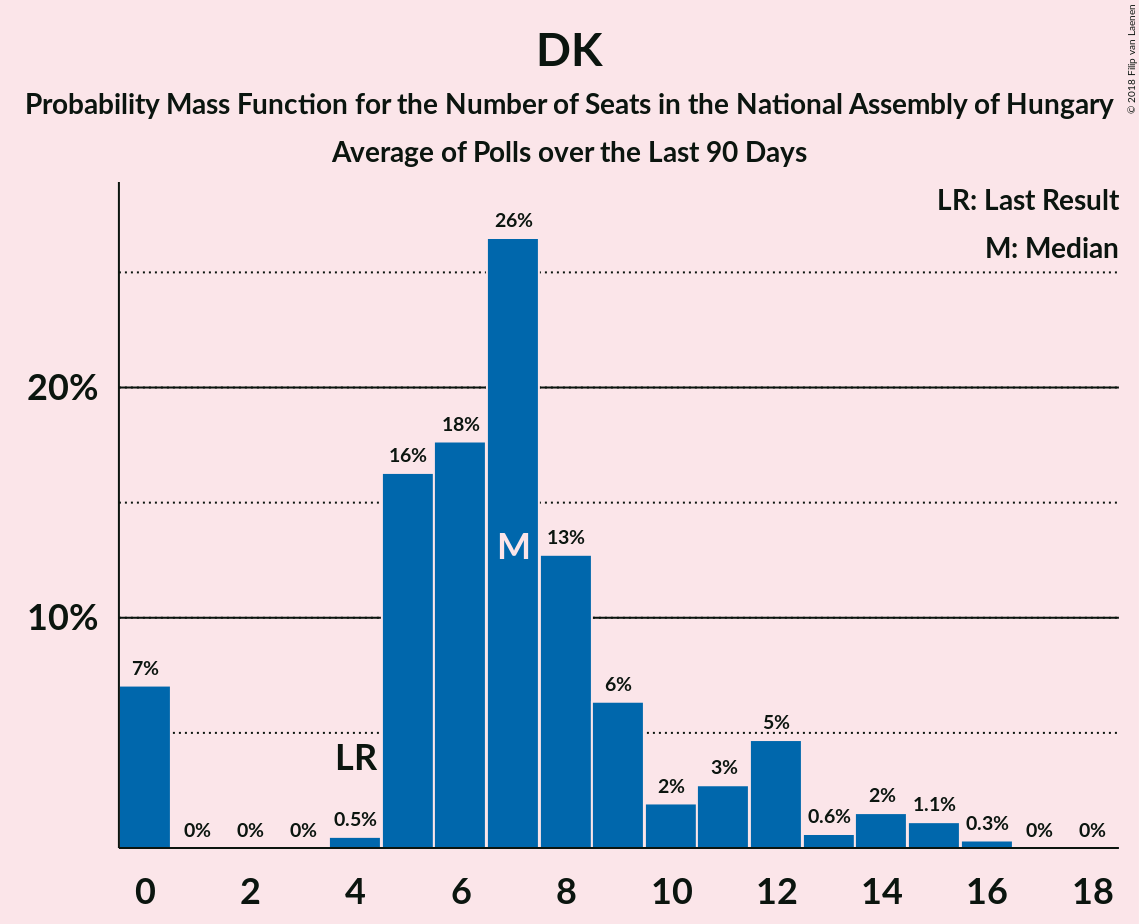 DK
Probability Mass Function for the Number of Seats in the National Assembly of Hungary
Average of Polls over the Last 90 Days
© 2018 Filip van Laenen
LR: Last Result
M: Median
26%
20%
18%
16%
M
13%
10%
7%
6%
5%
LR
3%
2%
2%
1.1%
0.5%
0.6%
0.3%
0%
0%
0%
0%
0%
0 2 4 6 8 10 12 14 16 18